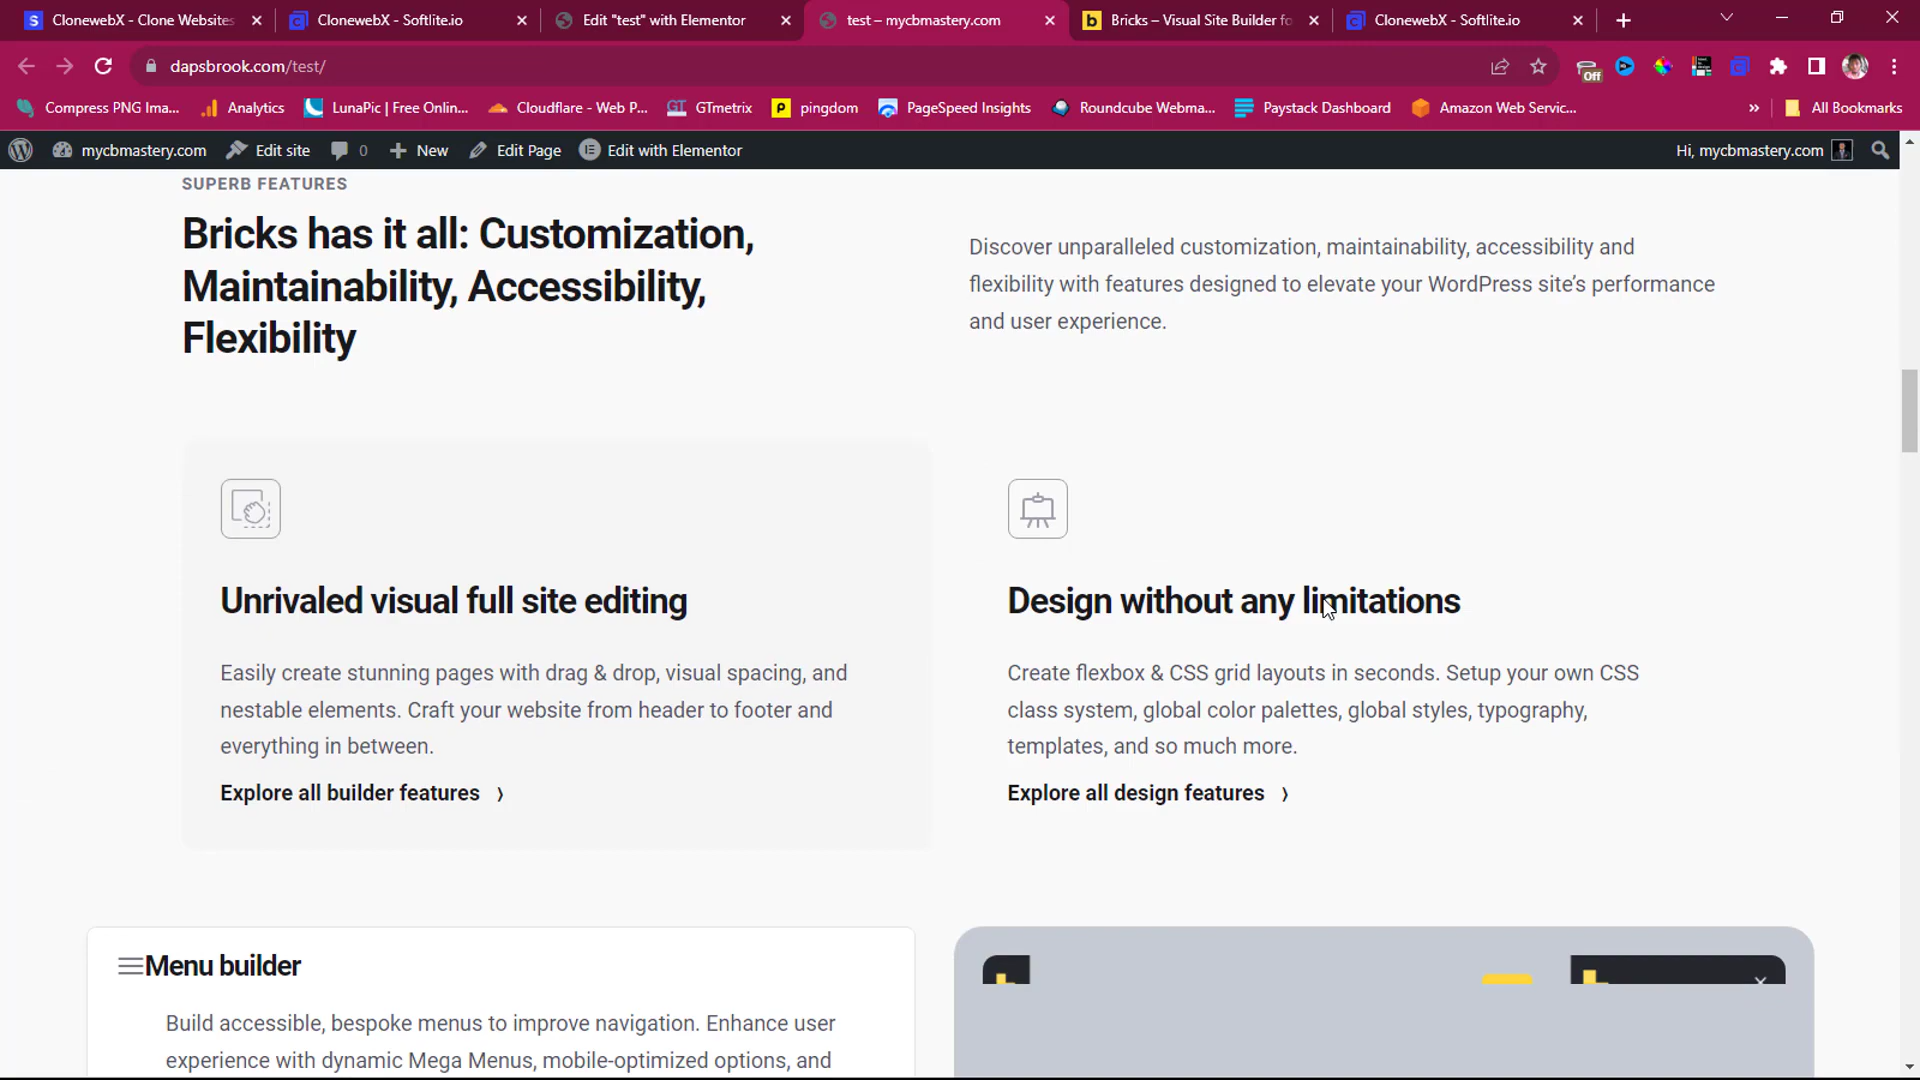 ClonewebX - Clone Websites
ClonewebX - Softlite.io
Edit "test" with Elementor
test – mycbmastery.com
Bricks – Visual Site Builder fo
ClonewebX - Softlite.io
dapsbrook.com/test/
Off
Compress PNG Ima...
Analytics
LunaPic | Free Onlin...
Cloudflare - Web P...
GTmetrix
pingdom
PageSpeed Insights
Roundcube Webma...
Paystack Dashboard
Amazon Web Servic...
»
All Bookmarks
mycbmastery.com
Edit site
0
New
Edit Page
Edit with Elementor
Hi, mycbmastery.com
SUPERB FEATURES
Bricks has it all: Customization,
Maintainability, Accessibility,
Flexibility
Discover unparalleled customization, maintainability, accessibility and
flexibility with features designed to elevate your WordPress site’s performance
and user experience.
Unrivaled visual full site editing
Easily create stunning pages with drag & drop, visual spacing, and
nestable elements. Craft your website from header to footer and
everything in between.
Explore all builder features ›
Design without any limitations
Create flexbox & CSS grid layouts in seconds. Setup your own CSS
class system, global color palettes, global styles, typography,
templates, and so much more.
Explore all design features ›
Menu builder
Build accessible, bespoke menus to improve navigation. Enhance user
experience with dynamic Mega Menus, mobile-optimized options, and